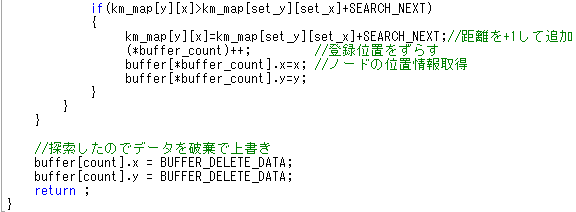 if(km_map[y][x]>km_map[set_y][set_x]+SEARCH_NEXT)
{
km_map[y][x]=km_map[set_y][set_x]+SEARCH_NEXT;//距離を+1して追加
(*buffer_count)++; //登録位置をずらす
buffer[*buffer_count].x=x; //ノードの位置情報取得
buffer[*buffer_count].y=y;
}
}
}
//探索したのでデータを破棄で上書き
buffer[count].x = BUFFER_DELETE_DATA;
buffer[count].y = BUFFER_DELETE_DATA;
return ;
}